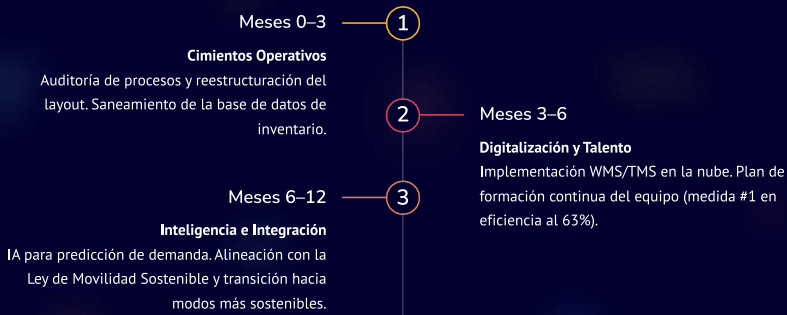 Meses 0–3
1
Cimientos Operativos
Auditoría de procesos y reestructuración del
layout. Saneamiento de la base de datos de
inventario.
2
Meses 3–6
Digitalización y Talento
Implementación WMS/TMS en la nube. Plan de
formación continua del equipo (medida #1 en
eficiencia al 63%).
Meses 6–12
3
Inteligencia e Integración
IA para predicción de demanda. Alineación con la
Ley de Movilidad Sostenible y transición hacia
modos más sostenibles.